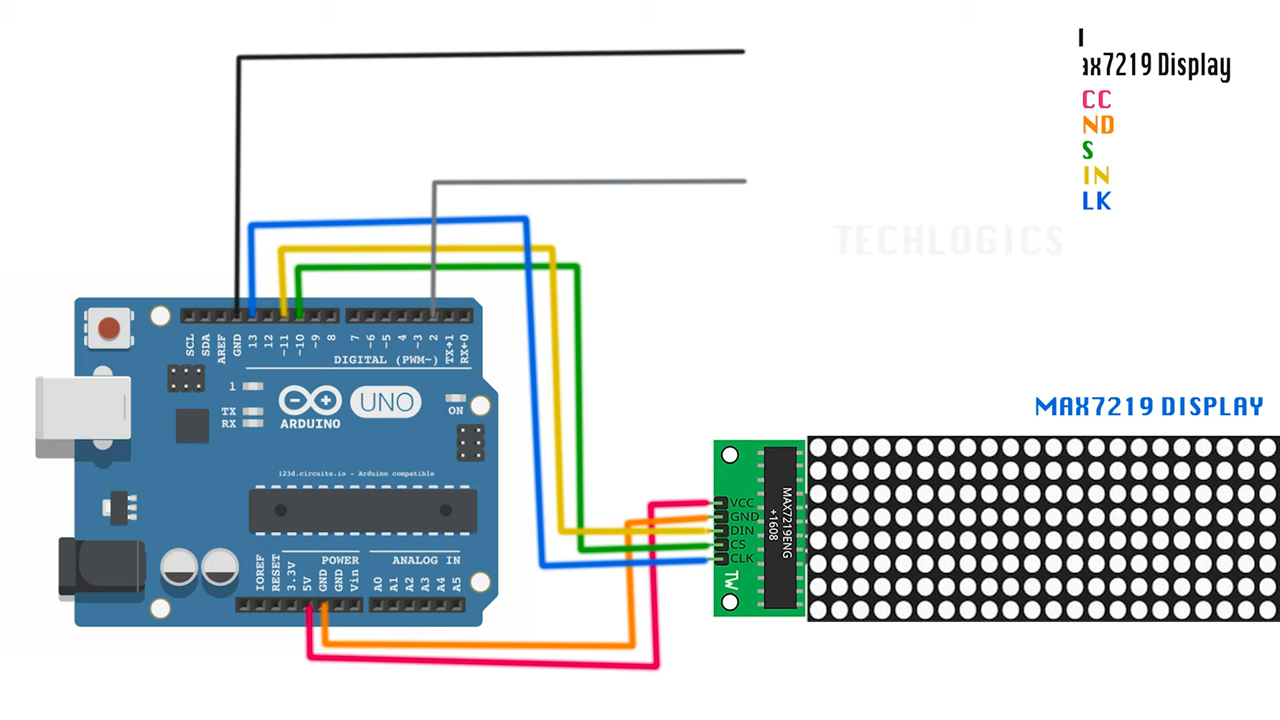 ax7219 Display
CC
ND
S
IN
LK
TECHLOGICS
MAX7219 DISPLAY
SCL
SDA
AREF
GND
13
12
~11
~10
~9
8
7
~6
~5
4
~3
2
TX→1
RX←0
DIGITAL (PWM~)
1
TX
RX
ARDUINO
UNO
ON
123d.circuits.io - Arduino compatible
IOREF
RESET
3.3V
5V
GND
GND
Vin
POWER
ANALOG IN
A0
A1
A2
A3
A4
A5
VCC
GND
DIN
CS
CLK
TW
MAX7219ENG
+1608